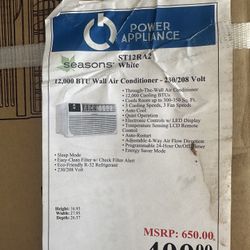 POWER
APPLIANCE
seasons
ST12RA2
White
12,000 BTU Wall Air Conditioner - 230/208 Volt
• Through-The-Wall Air Conditioner
• 12,000 Cooling BTUs
• Cools Room up to 300-350 Sq. Ft.
• 3 Cooling Speeds, 3 Fan Speeds
• Auto Cool
• Quiet Operation
• Electronic Controls w/ LED Display
• Temperature Sensing LCD Remote
Control
• Auto-Restart
• Adjustable 4-Way Air Flow Direction
• Programmable 24-Hour On/Off Timer
• Energy Saver Mode
• Sleep Mode
• Easy-Clean Filter w/ Check Filter Alert
• Eco-Friendly R-32 Refrigerant
• 230/208 Volt
Height: 16.93
Width: 27.95
Depth: 26.57
MSRP: 650.00